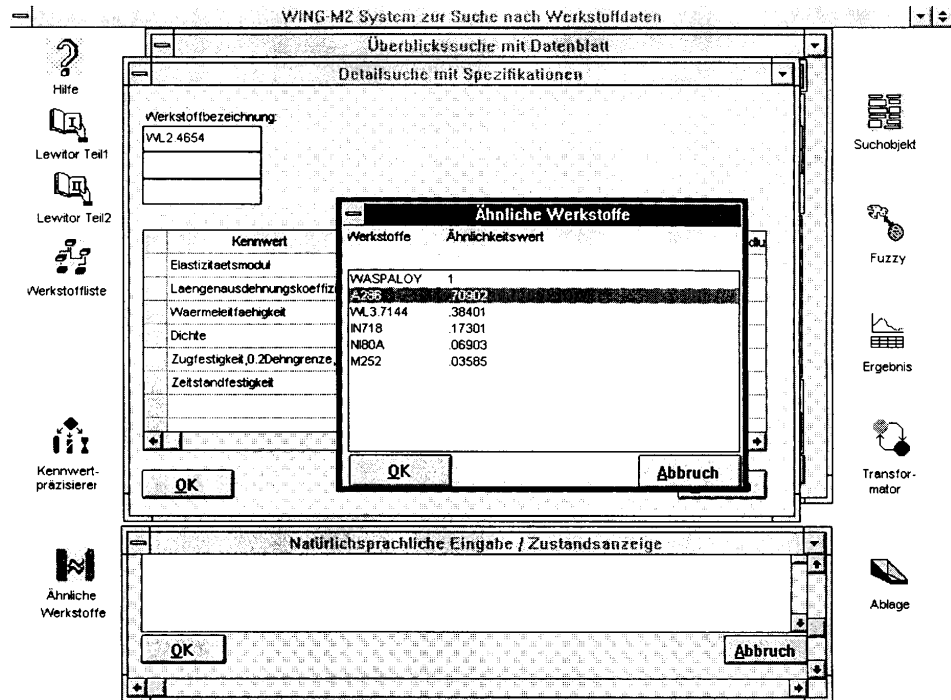 WING-M2 System zur Suche nach Werkstoffdaten
Überblickssuche mit Datenblatt
Detailsuche mit Spezifikationen
Hilfe
Lewitor Teil1
Lewitor Teil2
Werkstoffliste
Kennwert-
präzisierer
Ähnliche
Werkstoffe
Werkstoffbezeichnung:
WL2.4654
Kennwert
Elastizitaetsmodul
Laengenausdehnungskoeffizi
Waermeleitfaehigkeit
Dichte
Zugfestigkeit,0.2Dehngrenze,
Zeitstandfestigkeit
OK
Ähnliche Werkstoffe
Werkstoffe Ähnlichkeitswert
WASPALOY 1
A286 .70902
WL3.7144 .38401
IN718 .17301
NI80A .06903
M252 .03585
OK Abbruch
Natürlichsprachliche Eingabe / Zustandsanzeige
OK Abbruch
Suchobjekt
Fuzzy
Ergebnis
Transfor-
mator
Ablage